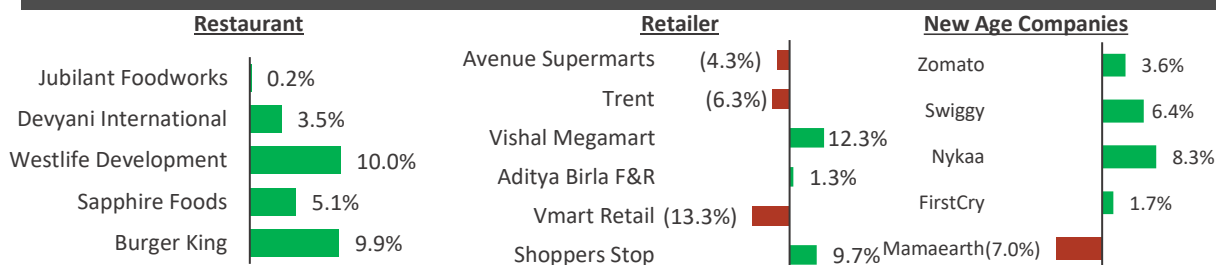 Restaurant
Jubilant Foodworks 0.2%
Devyani International 3.5%
Westlife Development 10.0%
Sapphire Foods 5.1%
Burger King 9.9%
Retailer
Avenue Supermarts (4.3%)
Trent (6.3%)
Vishal Megamart 12.3%
Aditya Birla F&R 1.3%
Vmart Retail (13.3%)
Shoppers Stop 9.7%
New Age Companies
Zomato 3.6%
Swiggy 6.4%
Nykaa 8.3%
FirstCry 1.7%
Mamaearth (7.0%)